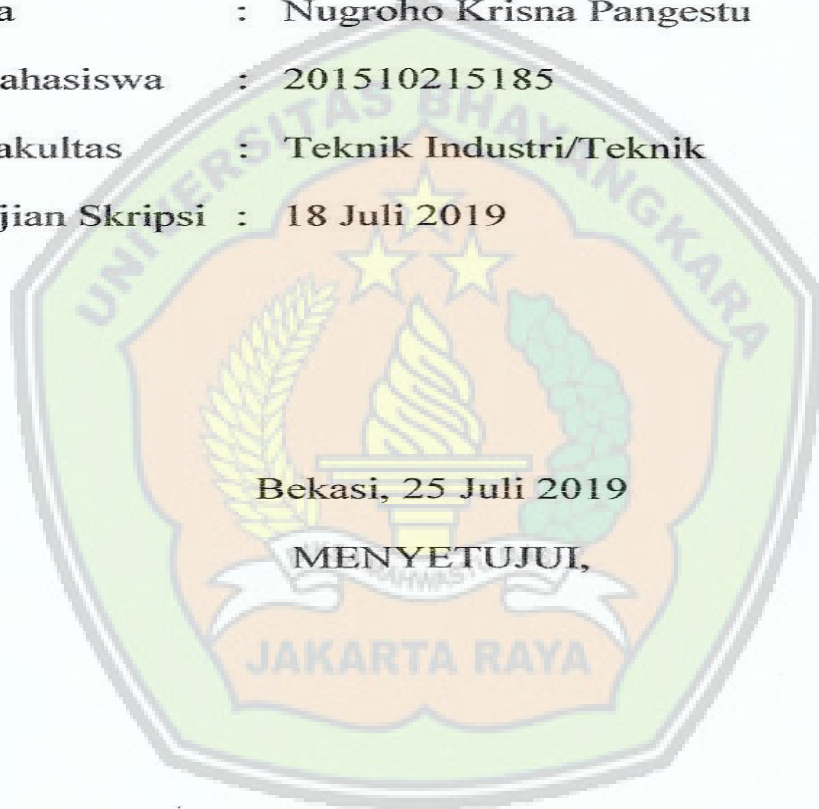 a : Nugroho Krisna Pangestu
ahasiswa : 201510215185
akultas : Teknik Industri/Teknik
jian Skripsi : 18 Juli 2019
UNIVERSITAS BHAYANGKARA
Bekasi, 25 Juli 2019
MENYETUJUI,
JAKARTA RAYA